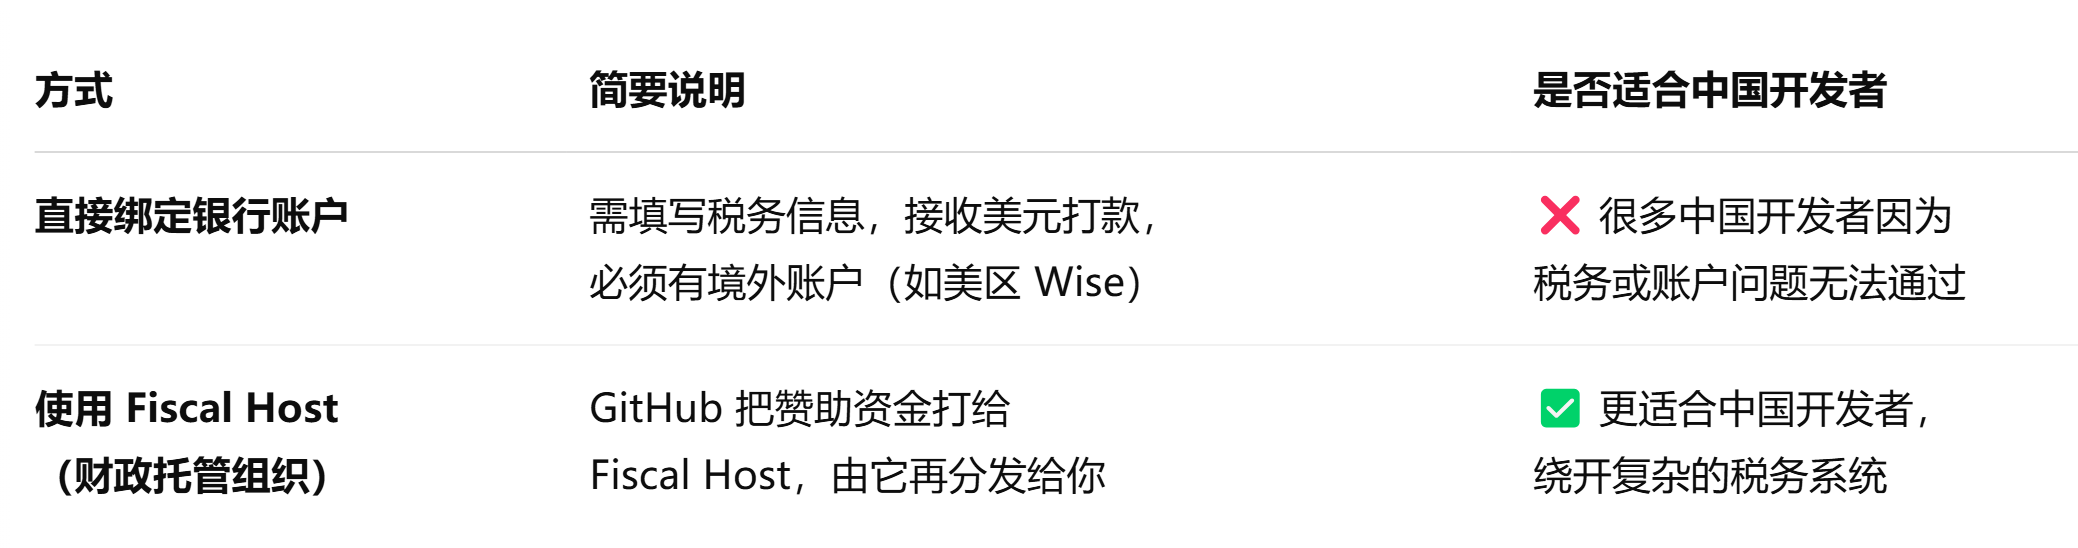 方式 简要说明 是否适合中国开发者
直接绑定银行账户 需填写税务信息，接收美元打款， ❌ 很多中国开发者因为
必须有境外账户（如美区 Wise） 税务或账户问题无法通过
使用 Fiscal Host GitHub 把赞助资金打给 ✅ 更适合中国开发者，
（财政托管组织） Fiscal Host，由它再分发给你 绕开复杂的税务系统